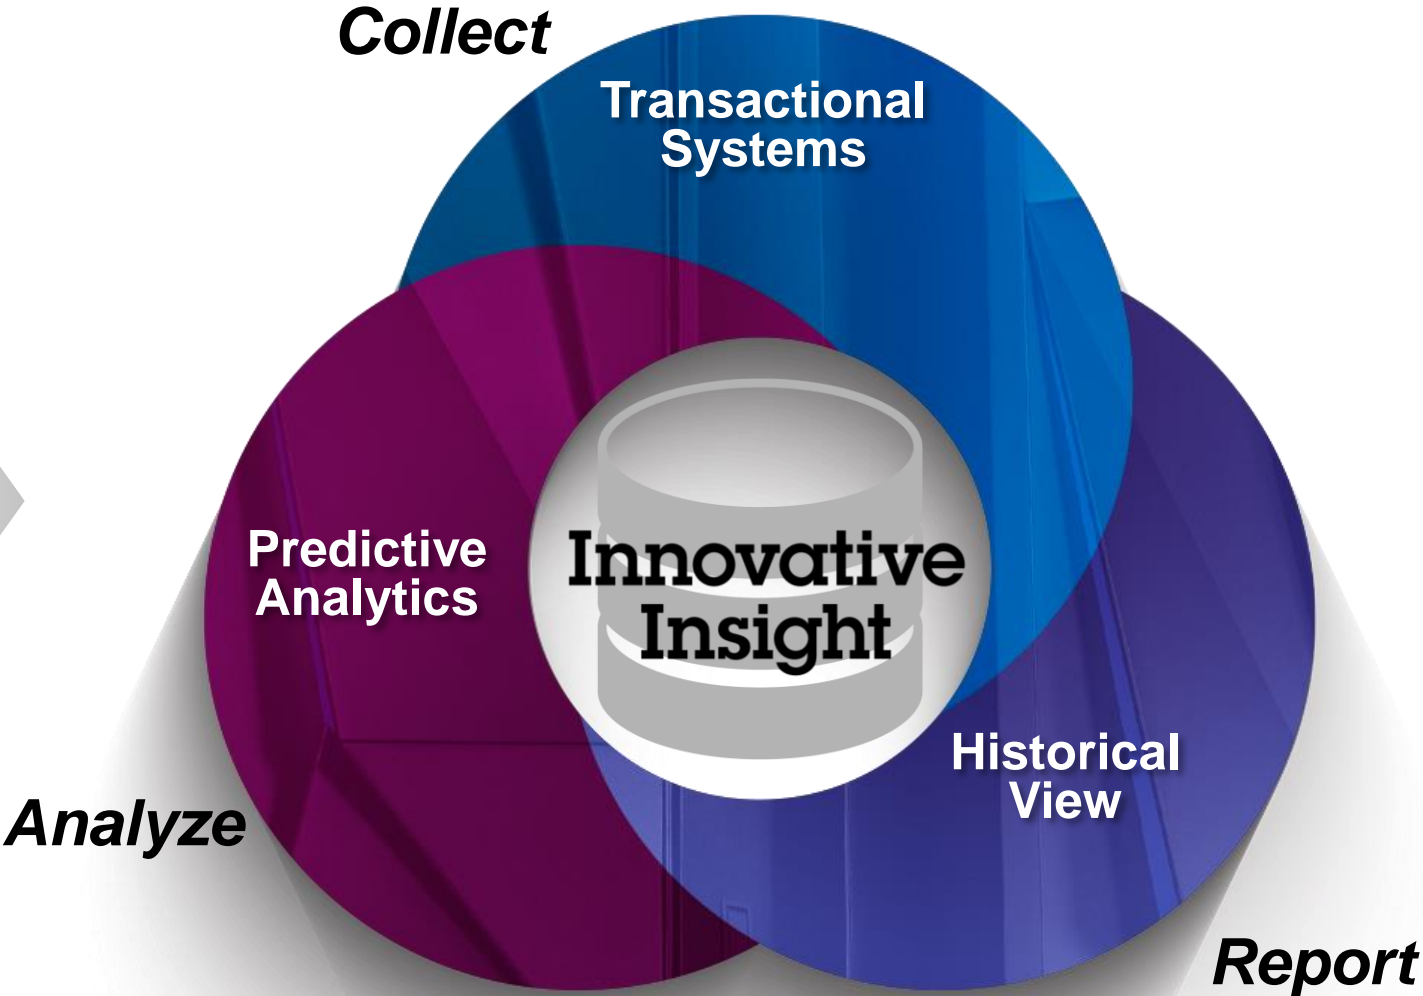 Collect
Transactional
Systems
Predictive
Analytics
Innovative
Insight
Historical
View
Analyze
Report